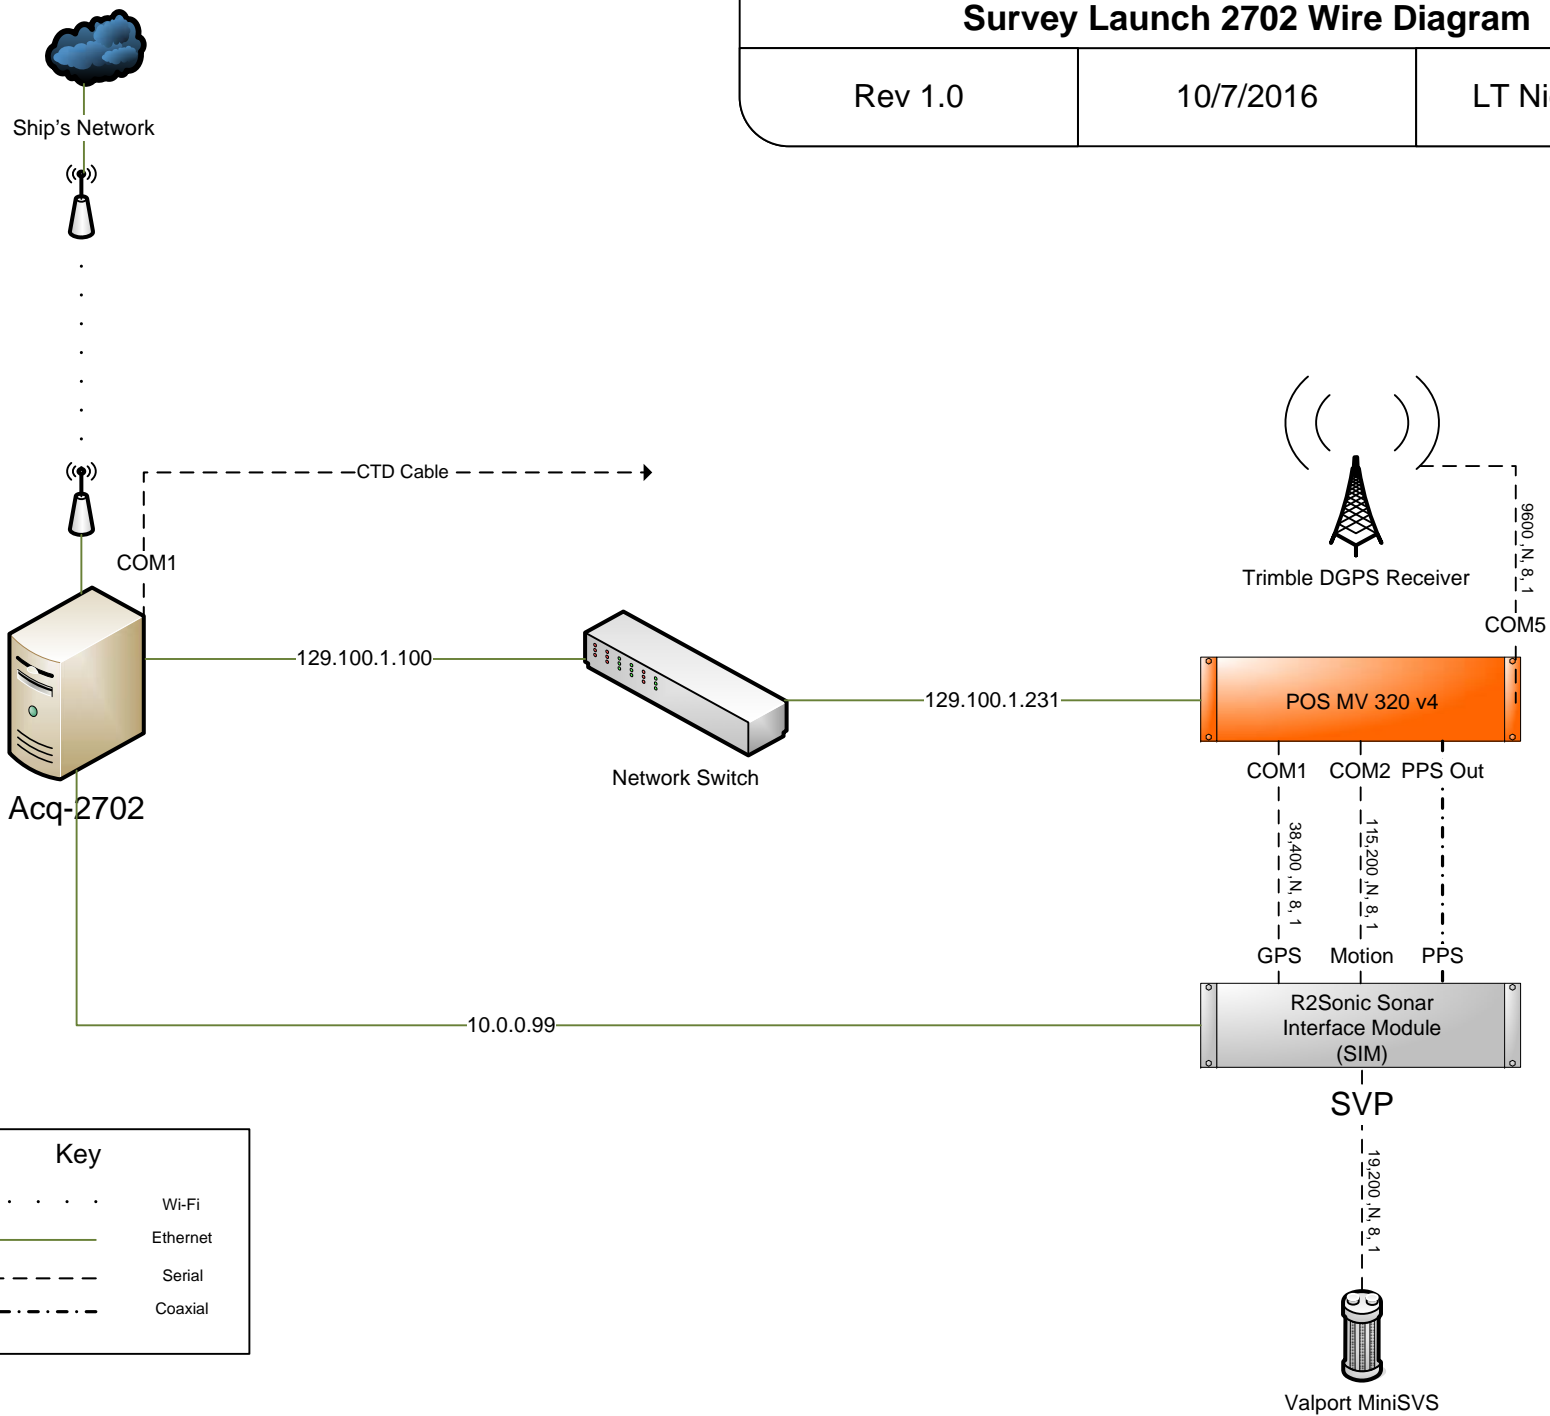 Survey Launch 2702 Wire Diagram
Rev 1.0
10/7/2016
LT
Ship's Network
CTD Cable
COM1
129.100.1.100
Network Switch
Acq-2702
129.100.1.231
Trimble DGPS Receiver
9600 ,N, 8, 1
COM5
POS MV 320 v4
COM1
COM2
PPS Out
38,400 ,N, 8, 1
115,200 ,N, 8, 1
GPS
Motion
PPS
R2Sonic Sonar
Interface Module
(SIM)
10.0.0.99
SVP
19,200 ,N, 8, 1
Valport MiniSVS
Key
Wi-Fi
Ethernet
Serial
Coaxial